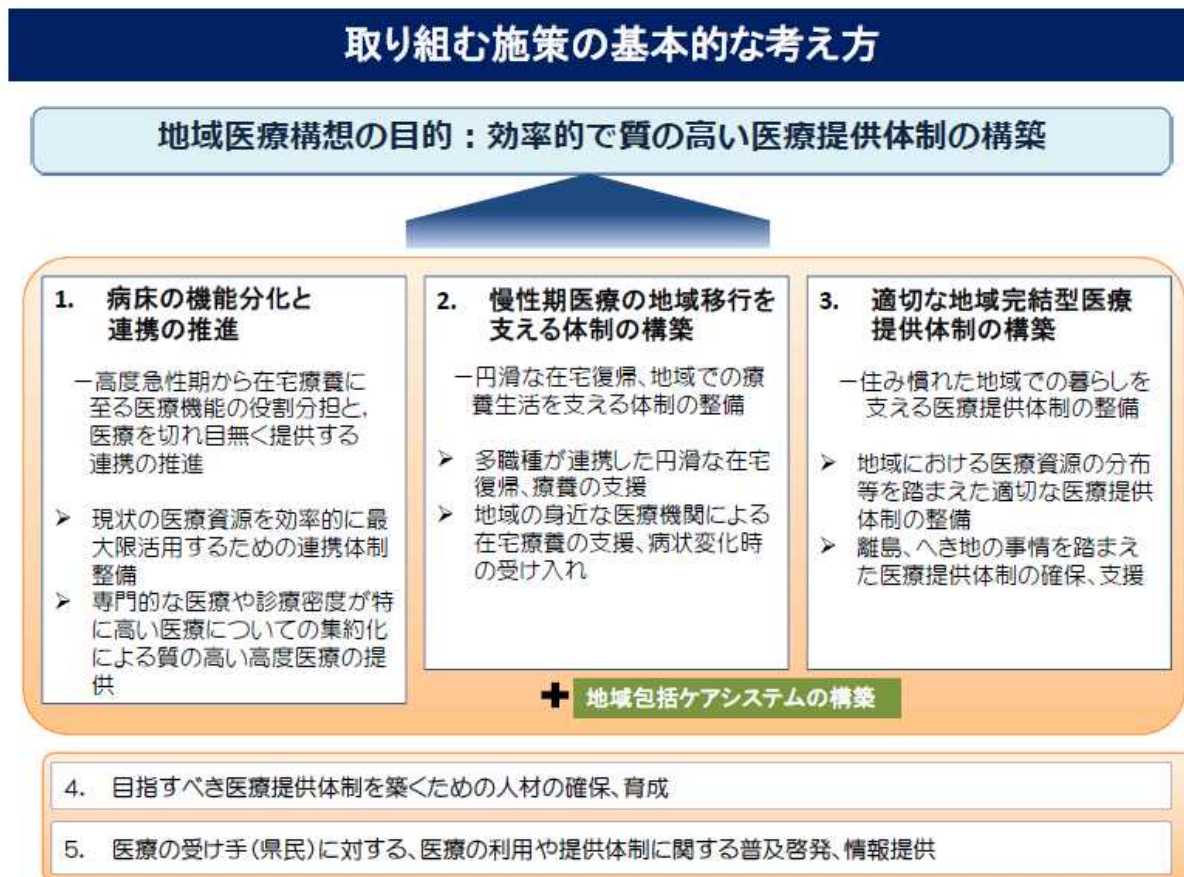 取り組む施策の基本的な考え方
地域医療構想の目的：効率的で質の高い医療提供体制の構築
1. 病床の機能分化と
連携の推進
－高度急性期から在宅療養に
至る医療機能の役割分担と,
医療を切れ目無く提供する
連携の推進
➢ 現状の医療資源を効率的に最
大限活用するための連携体制
整備
➢ 専門的な医療や診療密度が特
に高い医療についての集約化
による質の高い高度医療の提
供
2. 慢性期医療の地域移行を
支える体制の構築
－円滑な在宅復帰、地域での療
養生活を支える体制の整備
➢ 多職種が連携した円滑な在宅
復帰、療養の支援
➢ 地域の身近な医療機関による
在宅療養の支援、病状変化時
の受け入れ
3. 適切な地域完結型医療
提供体制の構築
－住み慣れた地域での暮らしを
支える医療提供体制の整備
➢ 地域における医療資源の分布
等を踏まえた適切な医療提供
体制の整備
➢ 離島、へき地の事情を踏まえ
た医療提供体制の確保、支援
＋ 地域包括ケアシステムの構築
4. 目指すべき医療提供体制を築くための人材の確保、育成
5. 医療の受け手(県民)に対する、医療の利用や提供体制に関する普及啓発、情報提供